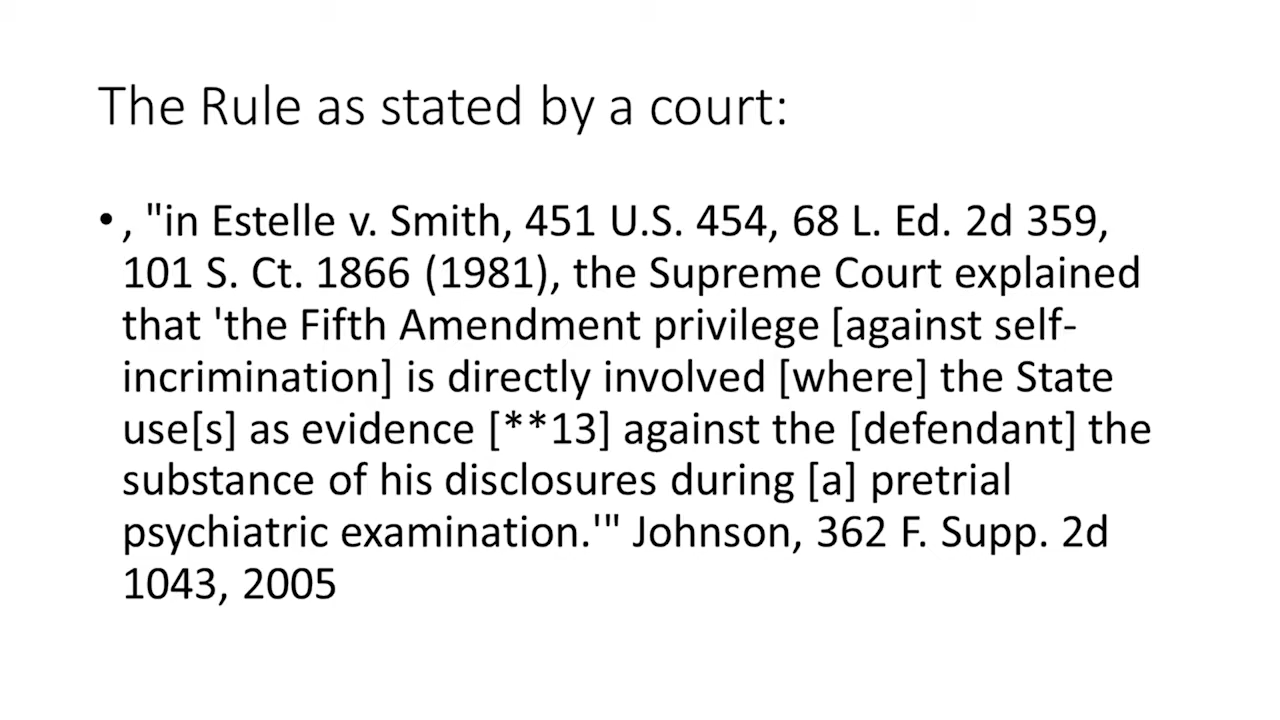 The Rule as stated by a court:
• , "in Estelle v. Smith, 451 U.S. 454, 68 L. Ed. 2d 359,
101 S. Ct. 1866 (1981), the Supreme Court explained
that 'the Fifth Amendment privilege [against self-
incrimination] is directly involved [where] the State
use[s] as evidence [**13] against the [defendant] the
substance of his disclosures during [a] pretrial
psychiatric examination.'" Johnson, 362 F. Supp. 2d
1043, 2005